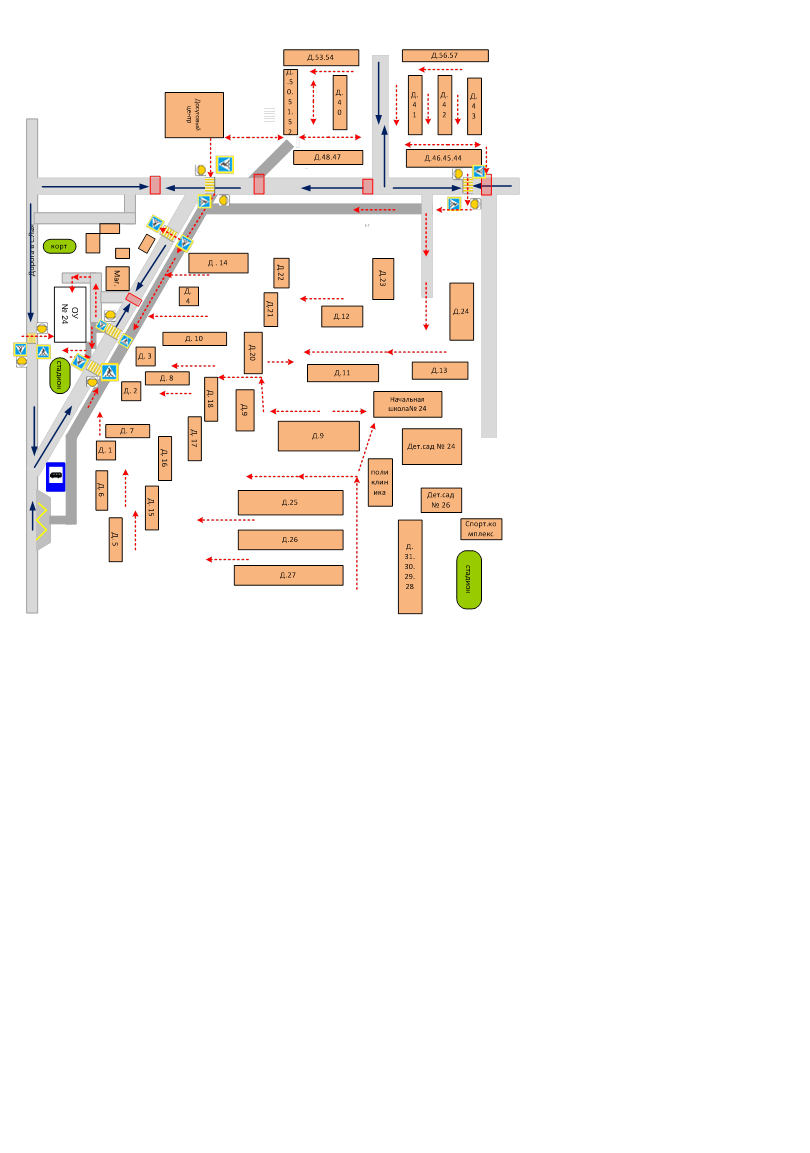 Д.53.54
Д.56.57
Д.
.5
0.
5
1.
5
2
Д.
4
0
Д.
4
1
Д.
4
2
Д.
4
3
Досуговый
центр
Д.48.47
Д.46.45.44
Дорога в с.Лах
корт
Маг.
Д . 14
Д.22
Д.23
Д.
4
Д.21
Д.12
Д.24
ОУ
№ 24
Д. 10
Д.20
Д. 3
Д. 8
Д.11
Д.13
стадион
Д. 2
Д.18
Д.9
Начальная
школа№ 24
Д. 7
Д.17
Д.9
Дет.сад № 24
Д. 1
Д.16
Д. 6
Д.15
поли
клин
ика
Дет.сад
№ 26
Д.25
Д. 5
Д.26
Д.27
Д.
31.
30.
29.
28
Спорт.ко
мплекс
стадион